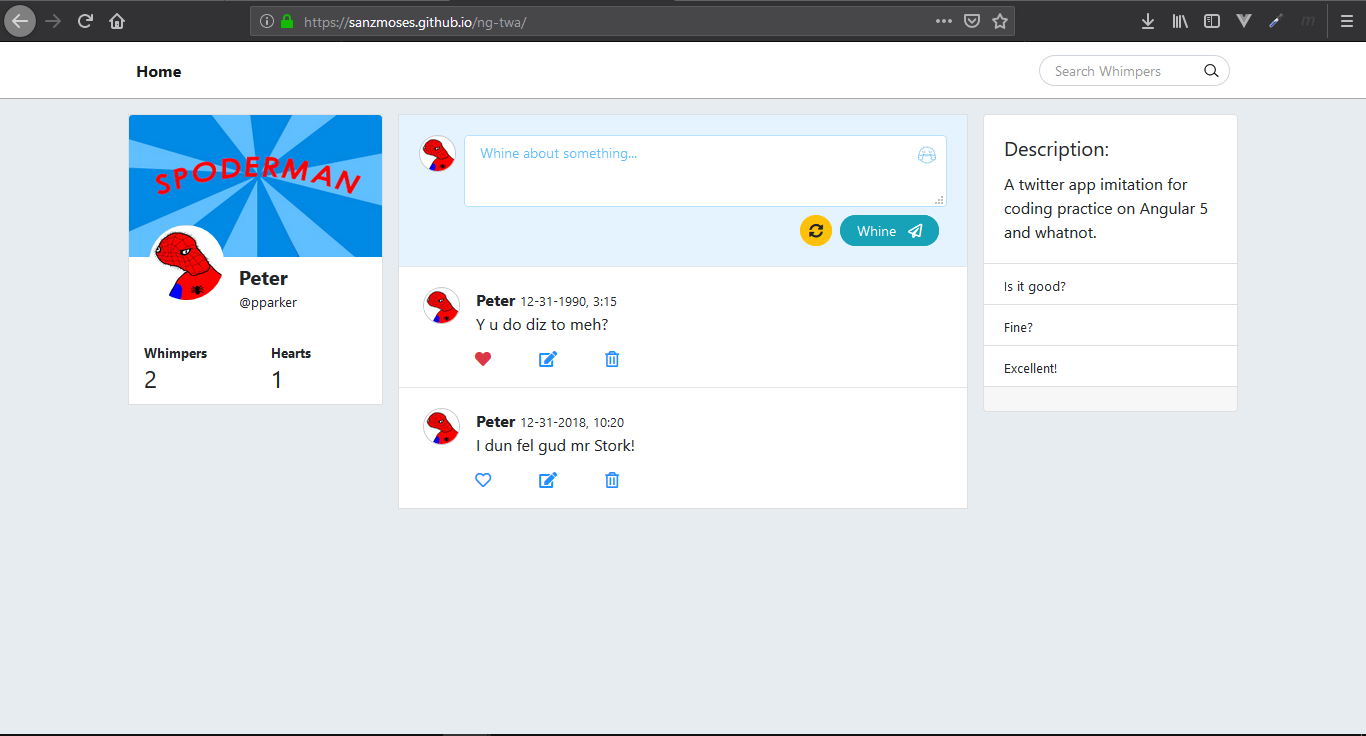 https://sanzmoses.github.io/ng-twa/
Home
Search Whimpers
SPODERMAN
Peter
@pparker
Whimpers
Hearts
2
1
Whine about something...
Whine
Peter 12-31-1990, 3:15
Y u do diz to meh?
Peter 12-31-2018, 10:20
I dun fel gud mr Stork!
Description:
A twitter app imitation for
coding practice on Angular 5
and whatnot.
Is it good?
Fine?
Excellent!